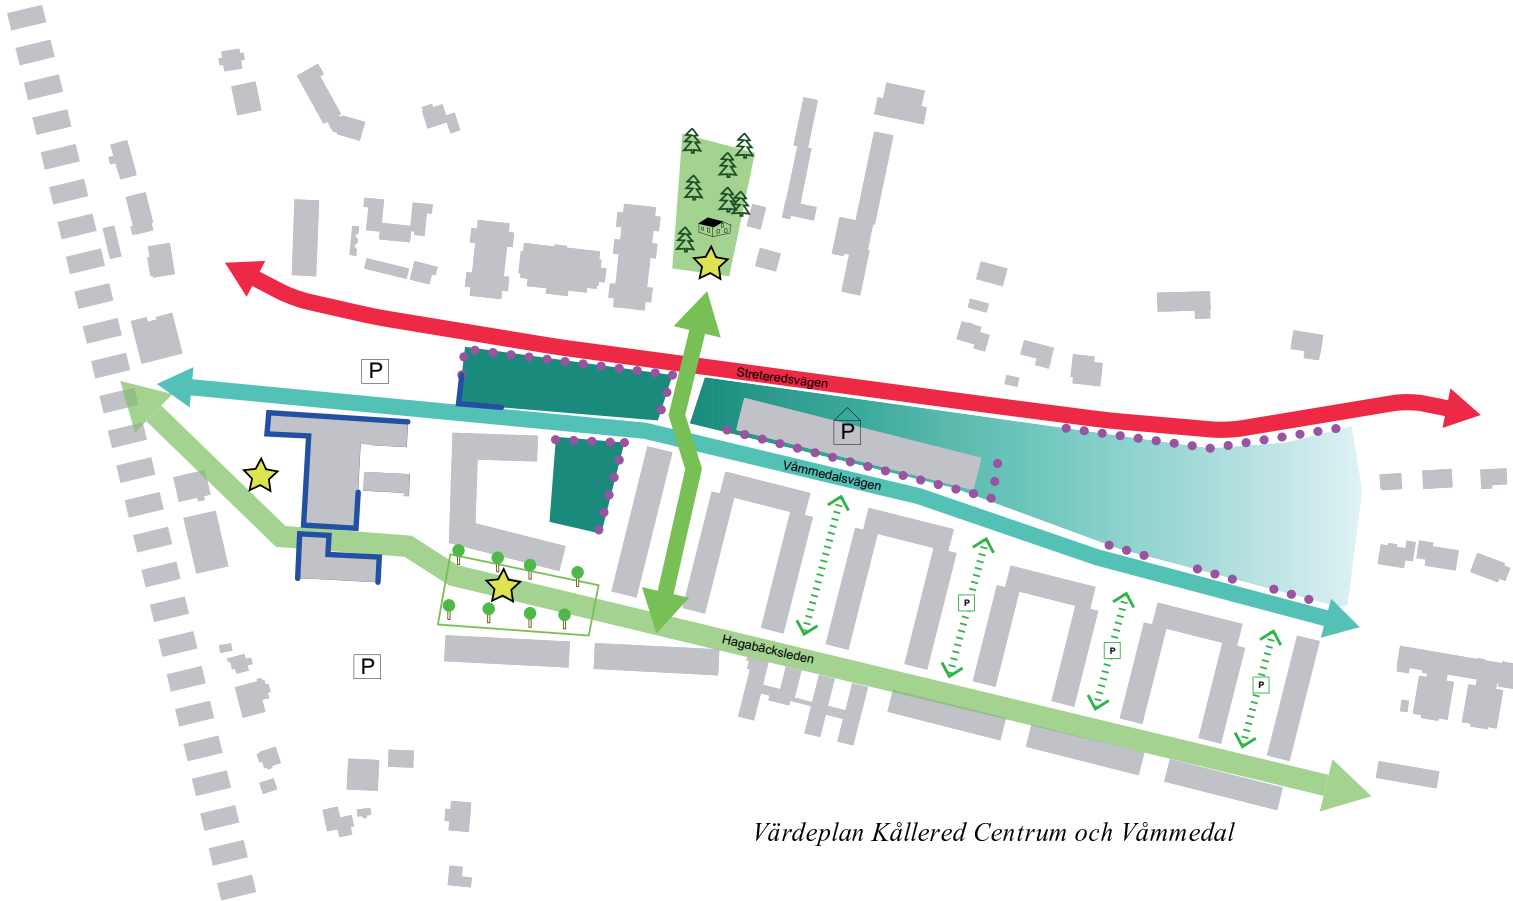 P
Streteredsvägen
P
Våmmedalsvägen
P
P
Hagabäcksleden
P
P
Värdeplan Kållered Centrum och Våmmedal